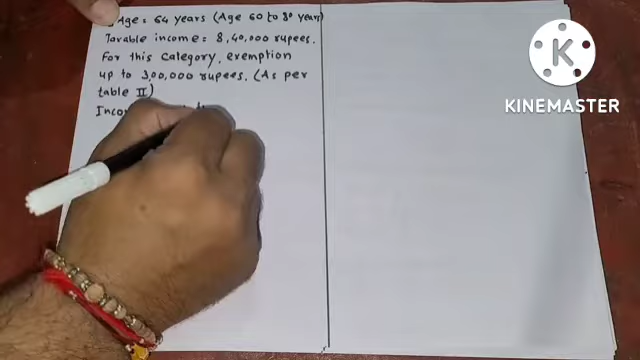 Age = 64 years (Age 60 to 80 years)
Taxable income = 8,40,000 rupees.
For this category, exemption
up to 3,00,000 rupees. (As per
table II)
K
KINEMASTER